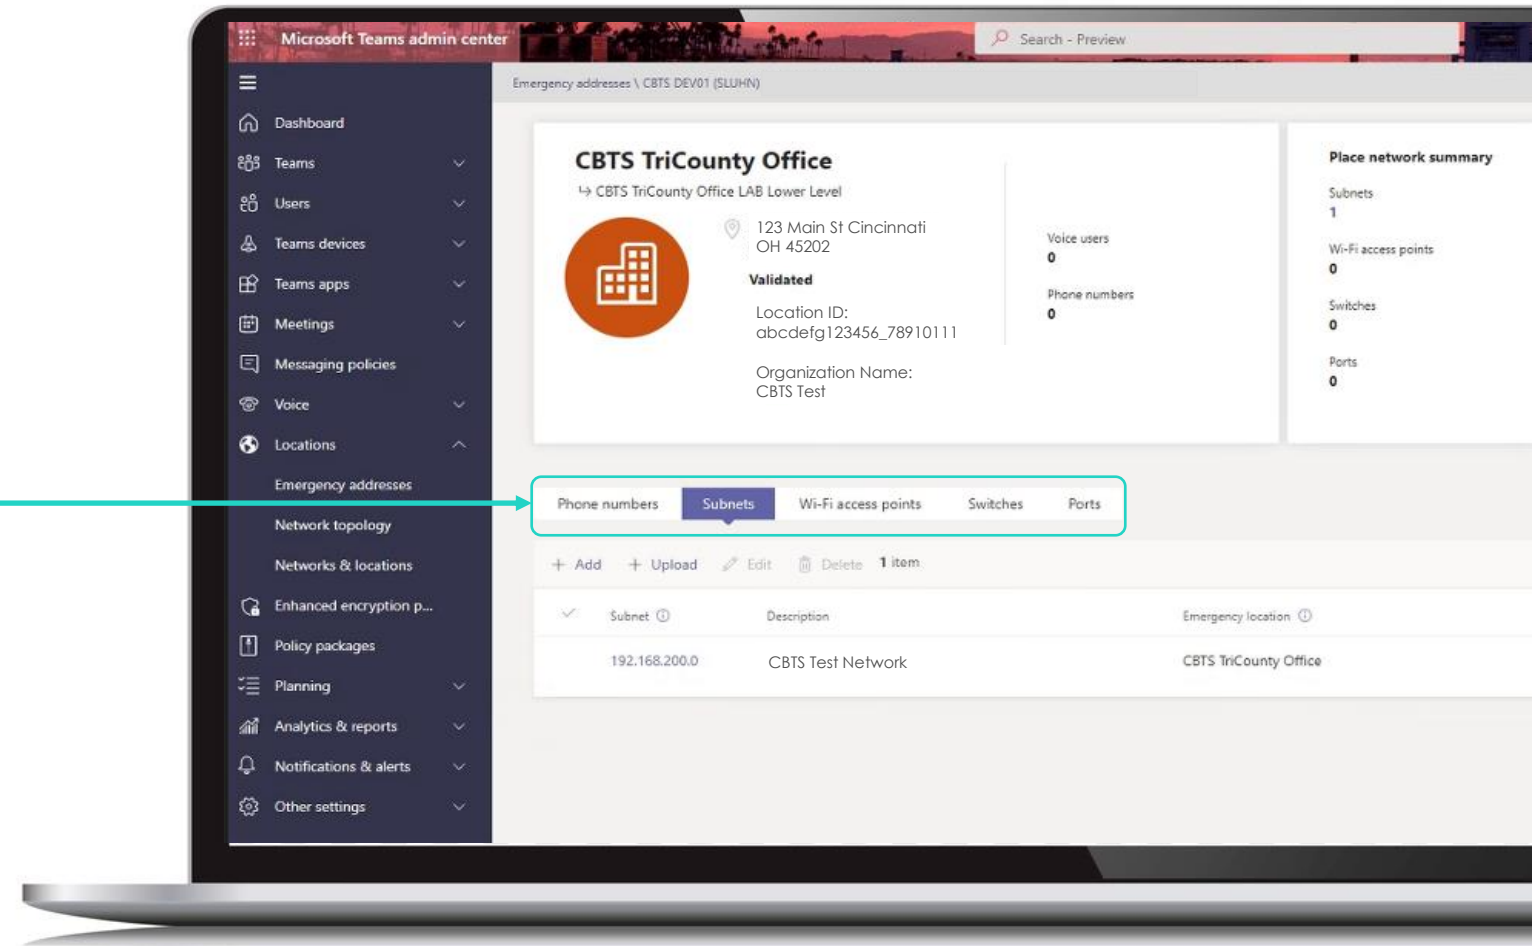 Microsoft Teams admin center
Search - Preview
Emergency addresses \ CBTS DEV01 (SLUHN)
Dashboard
Teams
Users
Teams devices
Teams apps
Meetings
Messaging policies
Voice
Locations
Emergency addresses
Network topology
Networks & locations
Enhanced encryption p...
Policy packages
Planning
Analytics & reports
Notifications & alerts
Other settings
CBTS TriCounty Office
CBTS TriCounty Office LAB Lower Level
123 Main St Cincinnati
OH 45202
Validated
Location ID:
abcdefg123456_78910111
Organization Name:
CBTS Test
Voice users
0
Phone numbers
0
Place network summary
Subnets
1
Wi-Fi access points
0
Switches
0
Ports
0
Phone numbers Subnets Wi-Fi access points Switches Ports
+ Add + Upload Edit Delete 1 item
Subnet Description Emergency location
192.168.200.0 CBTS Test Network CBTS TriCounty Office